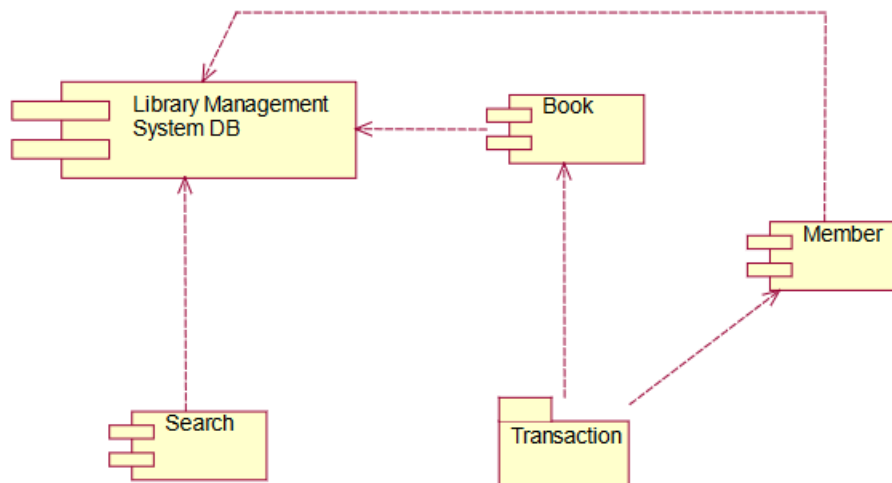 Library Management
System DB
Book
Member
Search
Transaction